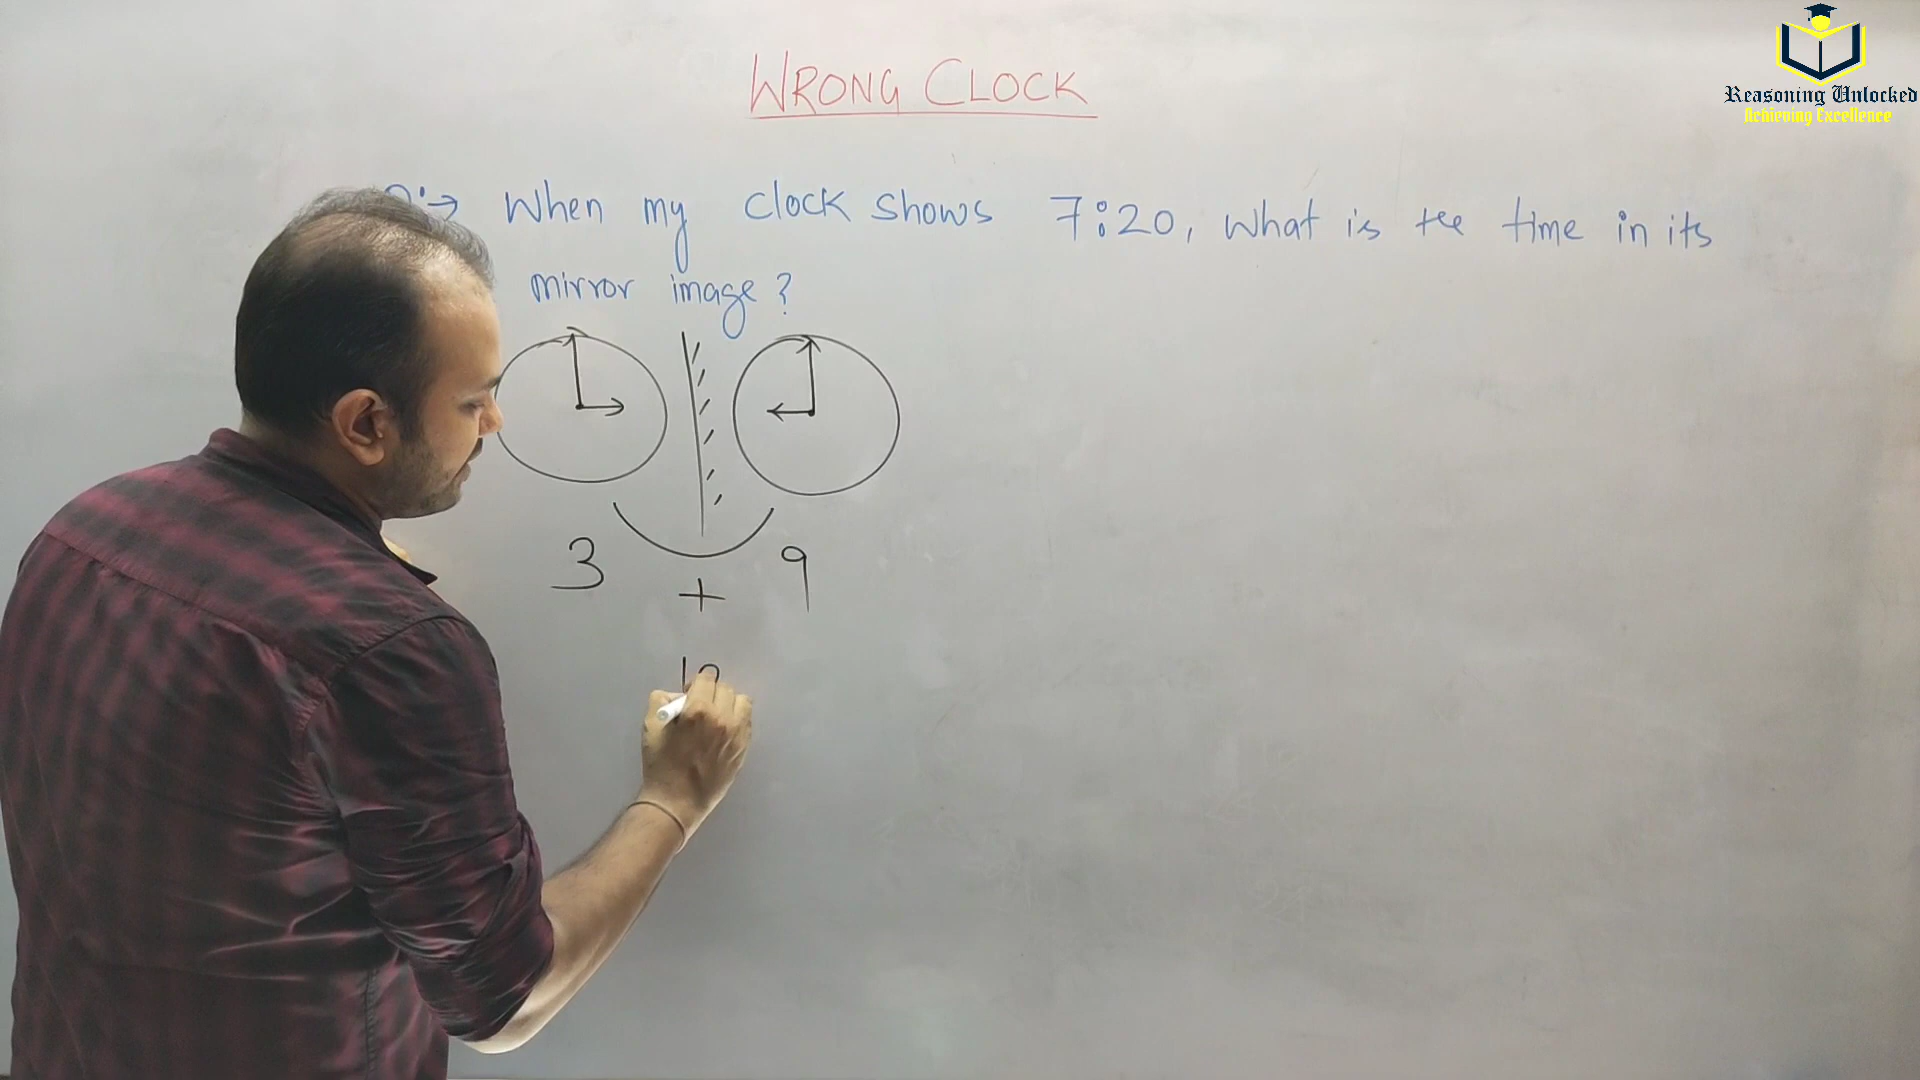 WRONG CLOCK
Reasoning Unlocked
Achieving Excellence
Q:→ When my clock shows 7:20, What is the time in its
mirror image?
3 + 9
12